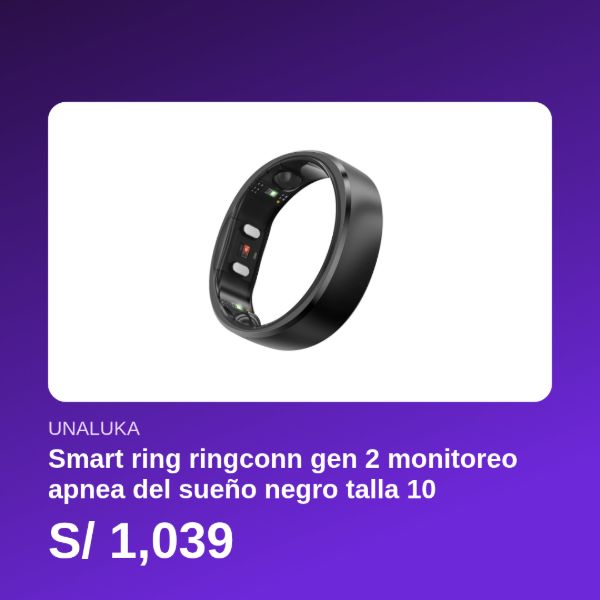 UNALUKA
Smart ring ringconn gen 2 monitoreo
apnea del sueño negro talla 10
S/ 1,039